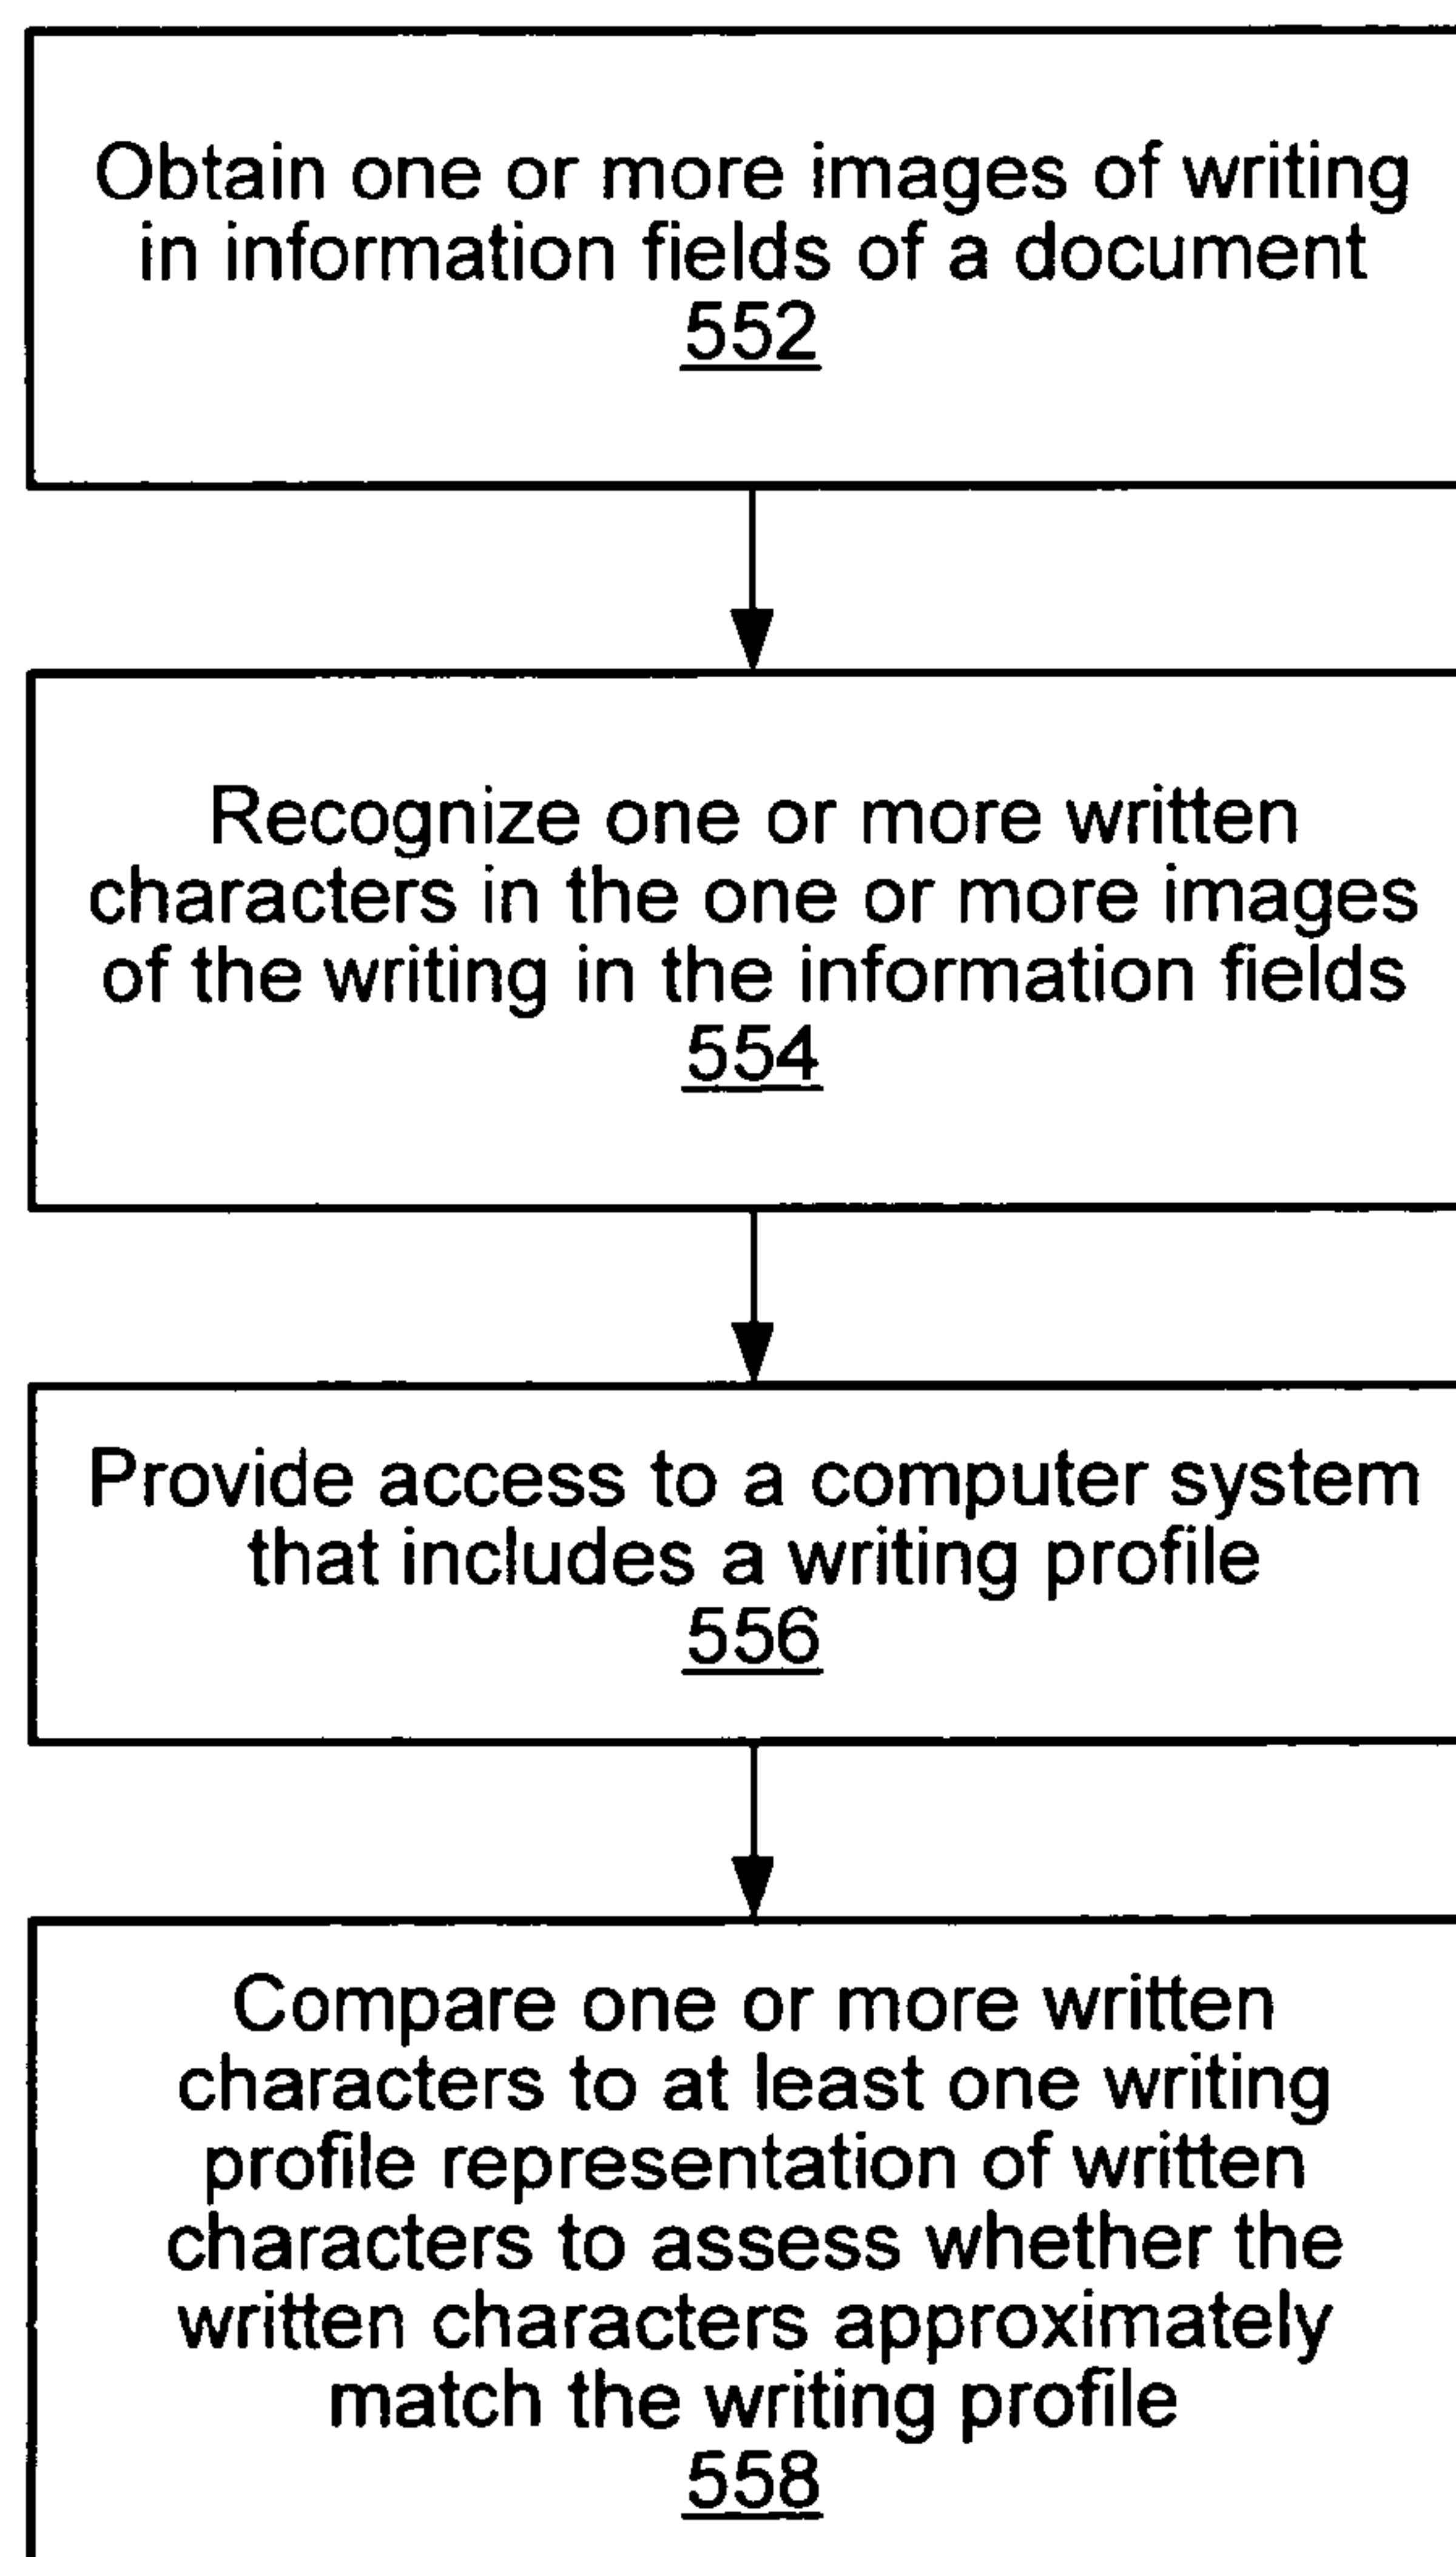 Obtain one or more images of writing
in information fields of a document
552
Recognize one or more written
characters in the one or more images
of the writing in the information fields
554
Provide access to a computer system
that includes a writing profile
556
Compare one or more written
characters to at least one writing
profile representation of written
characters to assess whether the
written characters approximately
match the writing profile
558